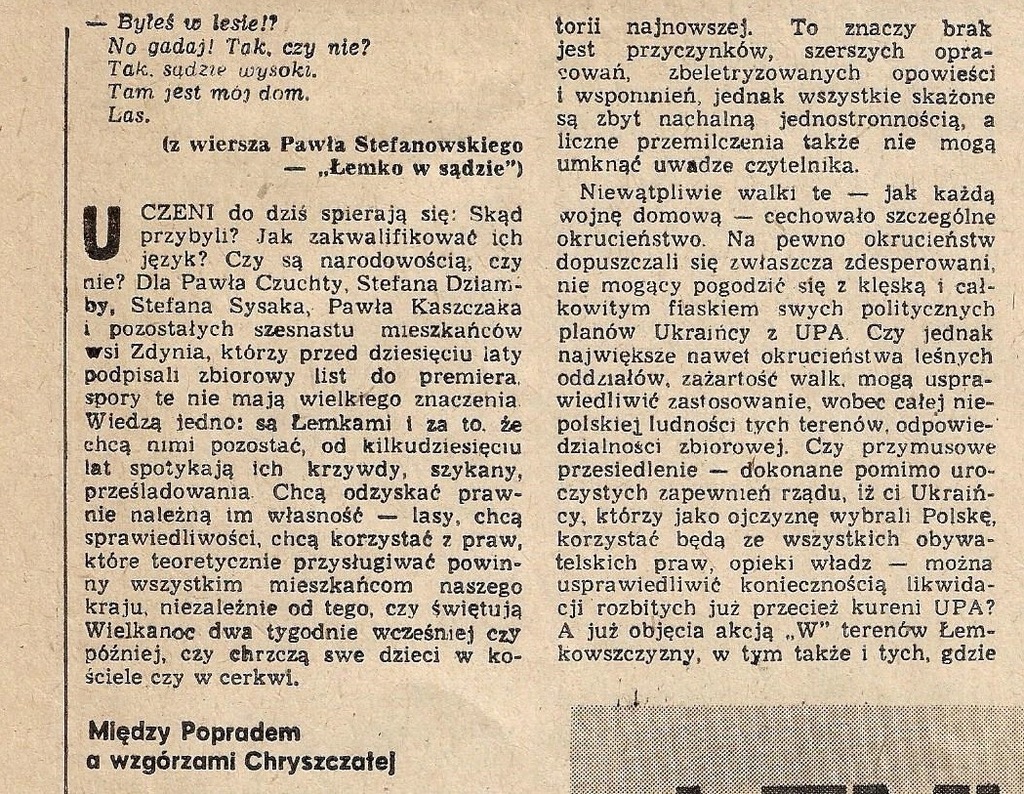 — Byłeś w lesie!?
No gadaj! Tak, czy nie?
Tak, sądzie wysoki.
Tam jest mój dom.
Las.
(z wiersza Pawła Stefanowskiego
— „Łemko w sądzie”)
UCZENI do dziś spierają się: Skąd
przybyli? Jak zakwalifikować ich
język? Czy są narodowością, czy
nie? Dla Pawła Czuchty, Stefana Dziam-
by, Stefana Sysaka, Pawła Kaszczaka
i pozostałych szesnastu mieszkańców
wsi Zdynia, którzy przed dziesięciu laty
podpisali zbiorowy list do premiera,
spory te nie mają wielkiego znaczenia.
Wiedzą jedno: są Łemkami i za to, że
chcą nimi pozostać, od kilkudziesięciu
lat spotykają ich krzywdy, szykany,
prześladowania. Chcą odzyskać praw-
nie należną im własność — lasy, chcą
sprawiedliwości, chcą korzystać z praw,
które teoretycznie przysługiwać powin-
ny wszystkim mieszkańcom naszego
kraju, niezależnie od tego, czy świętują
Wielkanoc dwa tygodnie wcześniej czy
później, czy chrzczą swe dzieci w ko-
ściele czy w cerkwi.
Między Popradem
a wzgórzami Chryszczatej
torii najnowszej. To znaczy brak
jest przyczynków, szerszych opra-
cowań, zbeletryzowanych opowieści
i wspomnień, jednak wszystkie skażone
są zbyt nachalną jednostronnością, a
liczne przemilczenia także nie mogą
umknąć uwadze czytelnika.
Niewątpliwie walki te — jak każdą
wojnę domową — cechowało szczególne
okrucieństwo. Na pewno okrucieństw
dopuszczali się zwłaszcza zdesperowani,
nie mogący pogodzić się z klęską i cał-
kowitym fiaskiem swych politycznych
planów Ukraińcy z UPA. Czy jednak
największe nawet okrucieństwa leśnych
oddziałów, zażartość walk, mogą uspra-
wiedliwić zastosowanie, wobec całej nie-
polskiej ludności tych terenów, odpowie-
dzialności zbiorowej. Czy przymusowe
przesiedlenie — dokonane pomimo uro-
czystych zapewnień rządu, iż ci Ukraiń-
cy, którzy jako ojczyznę wybrali Polskę,
korzystać będą ze wszystkich obywa-
telskich praw, opieki władz — można
usprawiedliwić koniecznością likwida-
cji rozbitych już przecież kureni UPA?
A już objęcia akcją „W” terenów Łem-
kowszczyzny, w tym także i tych, gdzie